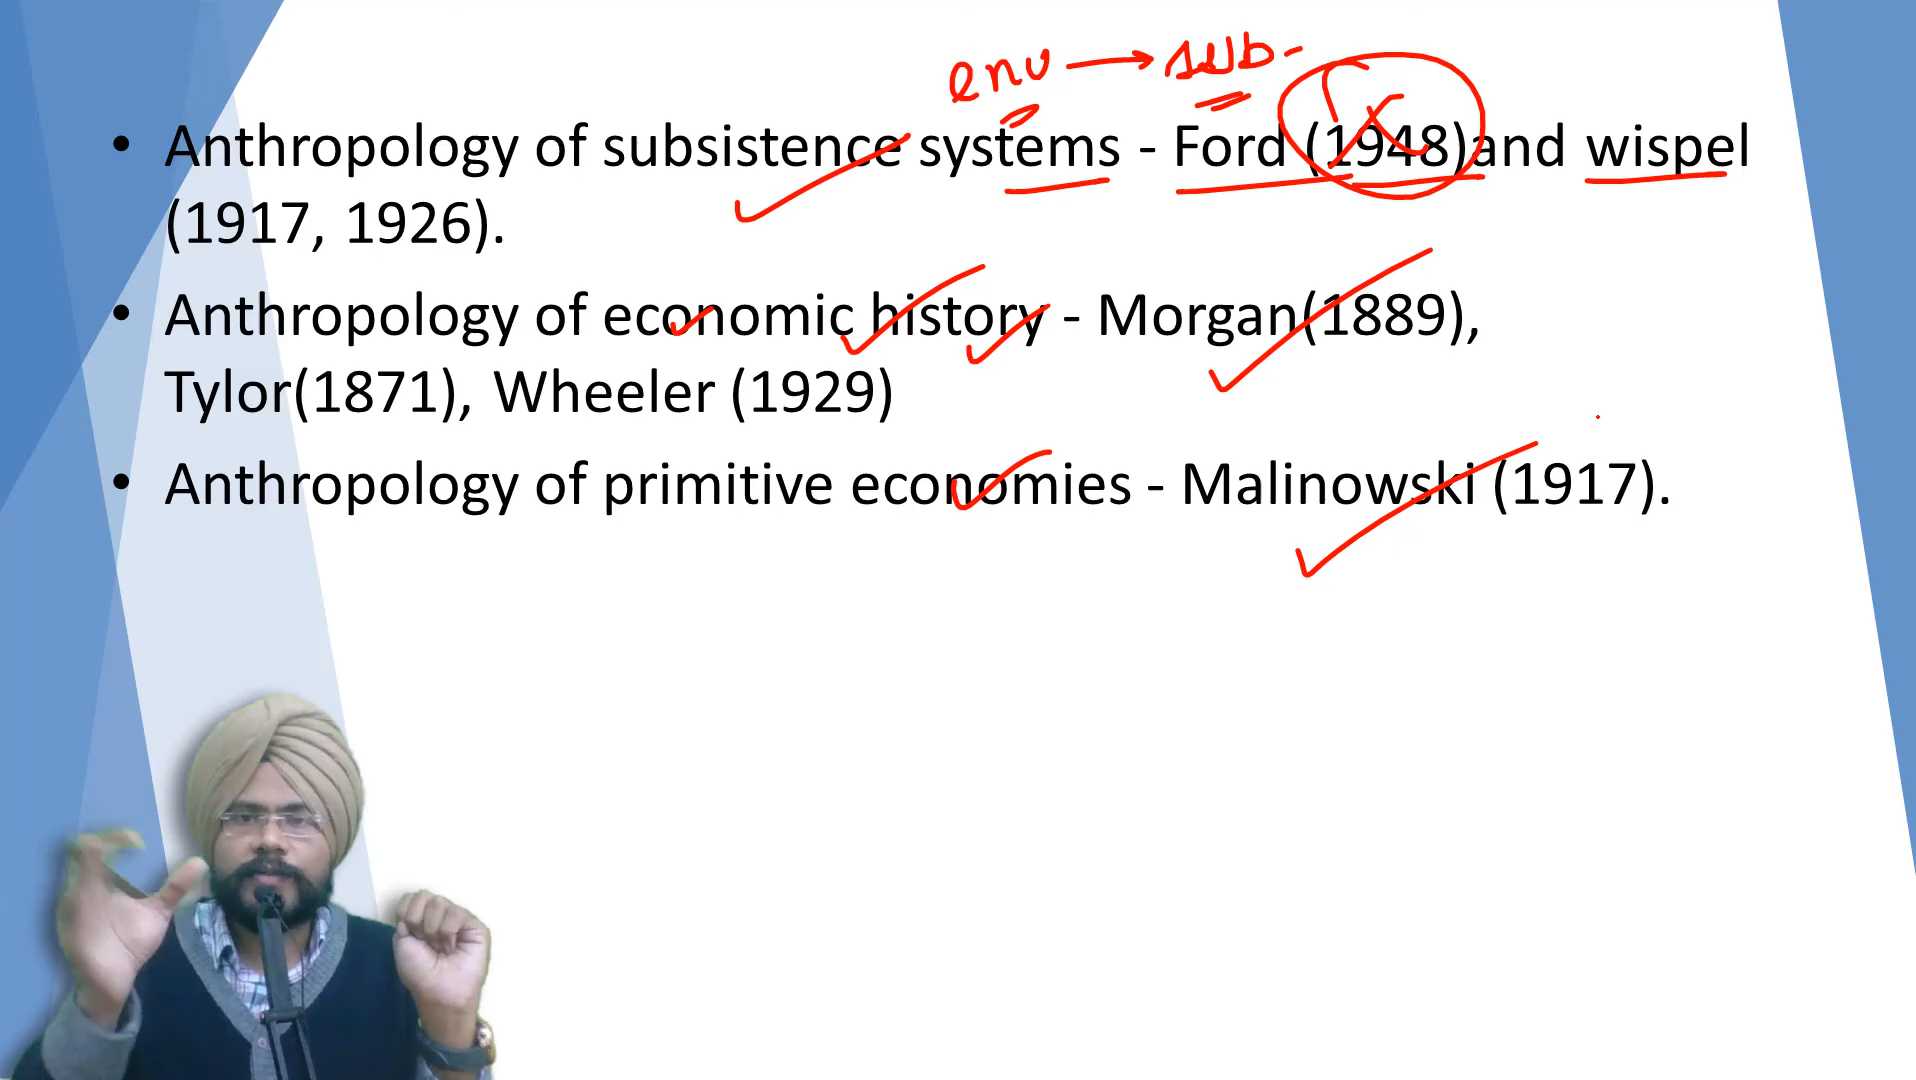 env → sub.
• Anthropology of subsistence systems - Ford (1948)and wispel
(1917, 1926).
• Anthropology of economic history - Morgan(1889),
Tylor(1871), Wheeler (1929)
• Anthropology of primitive economies - Malinowski (1917).